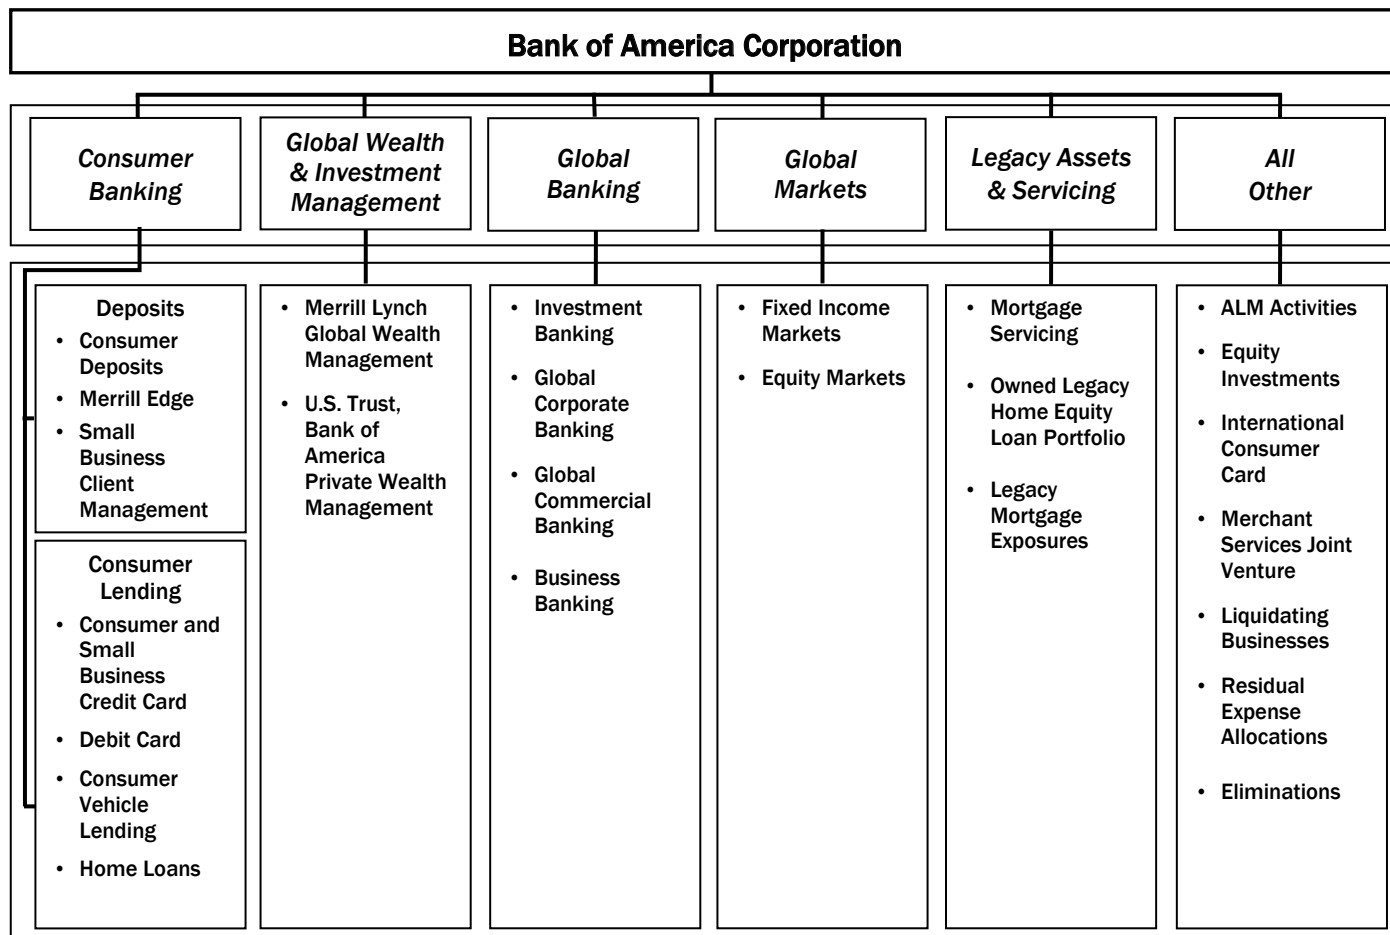 Bank of America Corporation
Consumer
Banking
Global Wealth
& Investment
Management
Global
Banking
Global
Markets
Legacy Assets
& Servicing
All
Other
Deposits
• Consumer
Deposits
• Merrill Edge
• Small
Business
Client
Management
Consumer
Lending
• Consumer and
Small
Business
Credit Card
• Debit Card
• Consumer
Vehicle
Lending
• Home Loans
• Merrill Lynch
Global Wealth
Management
• U.S. Trust,
Bank of
America
Private Wealth
Management
• Investment
Banking
• Global
Corporate
Banking
• Global
Commercial
Banking
• Business
Banking
• Fixed Income
Markets
• Equity Markets
• Mortgage
Servicing
• Owned Legacy
Home Equity
Loan Portfolio
• Legacy
Mortgage
Exposures
• ALM Activities
• Equity
Investments
• International
Consumer
Card
• Merchant
Services Joint
Venture
• Liquidating
Businesses
• Residual
Expense
Allocations
• Eliminations